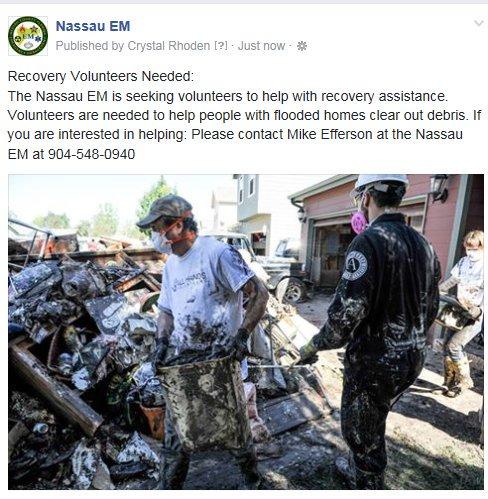 Nassau EM
Published by Crystal Rhoden [?] · Just now ·
Recovery Volunteers Needed:
The Nassau EM is seeking volunteers to help with recovery assistance.
Volunteers are needed to help people with flooded homes clear out debris. If
you are interested in helping: Please contact Mike Efferson at the Nassau
EM at 904-548-0940